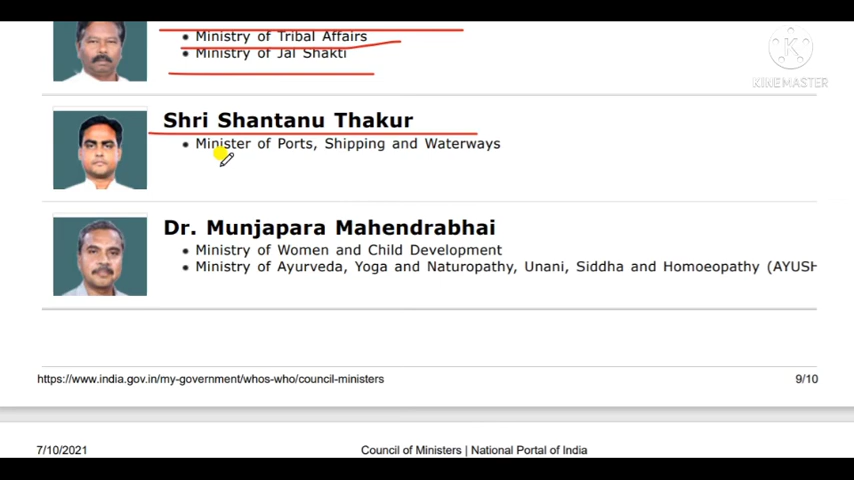 Ministry of Tribal Affairs
Ministry of Jal Shakti
KINEMASTER
Shri Shantanu Thakur
Minister of Ports, Shipping and Waterways
Dr. Munjapara Mahendrabhai
Ministry of Women and Child Development
Ministry of Ayurveda, Yoga and Naturopathy, Unani, Siddha and Homoeopathy (AYUSH
https://www.india.gov.in/my-government/whos-who/council-ministers 9/10
7/10/2021 Council of Ministers | National Portal of India